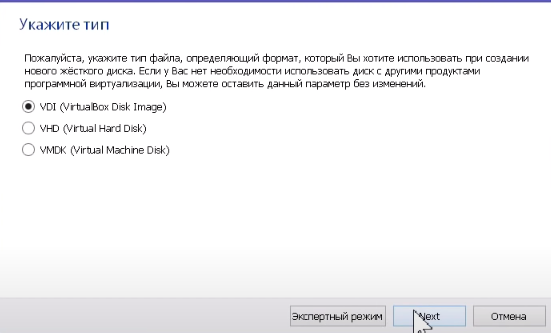 Укажите тип
Пожалуйста, укажите тип файла, определяющий формат, который Вы хотите использовать при создании
нового жёсткого диска. Если у Вас нет необходимости использовать диск с другими продуктами
программной виртуализации, Вы можете оставить данный параметр без изменений.
VDI (VirtualBox Disk Image)
VHD (Virtual Hard Disk)
VMDK (Virtual Machine Disk)
Экспертный режим Next Отмена